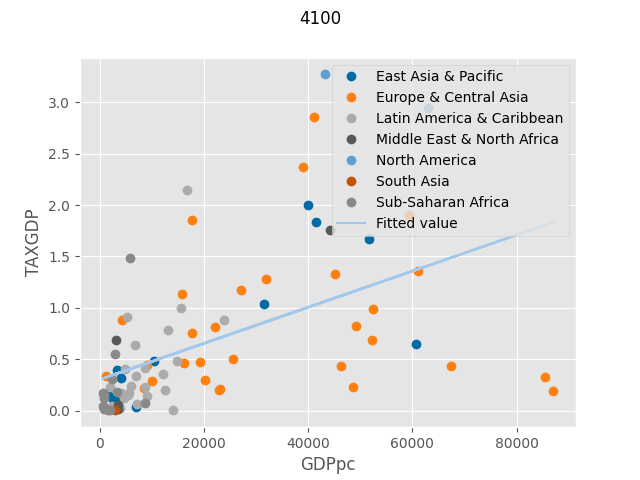 4100
TAXGDP
3.0
2.5
2.0
1.5
1.0
0.5
0.0
East Asia & Pacific
Europe & Central Asia
Latin America & Caribbean
Middle East & North Africa
North America
South Asia
Sub-Saharan Africa
Fitted value
0
20000
40000
60000
80000
GDPpc